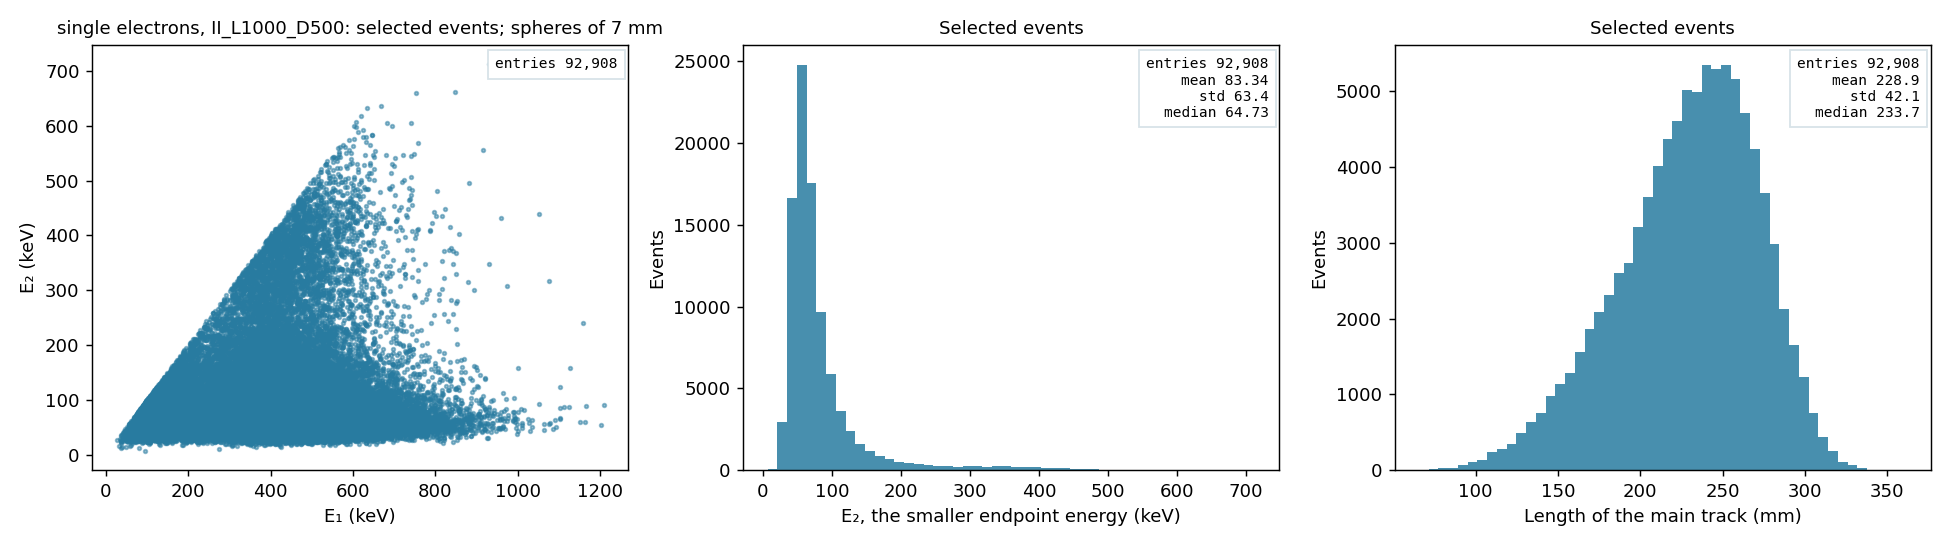 single electrons, II_L1000_D500: selected events; spheres of 7 mm
entries 92,908
700
600
500
400
300
200
100
0
E₂ (keV)
0 200 400 600 800 1000 1200
E₁ (keV)
Selected events
entries 92,908
mean 83.34
std 63.4
median 64.73
25000
20000
15000
10000
5000
0
Events
0 100 200 300 400 500 600 700
E₂, the smaller endpoint energy (keV)
Selected events
entries 92,908
mean 228.9
std 42.1
median 233.7
5000
4000
3000
2000
1000
0
Events
100 150 200 250 300 350
Length of the main track (mm)